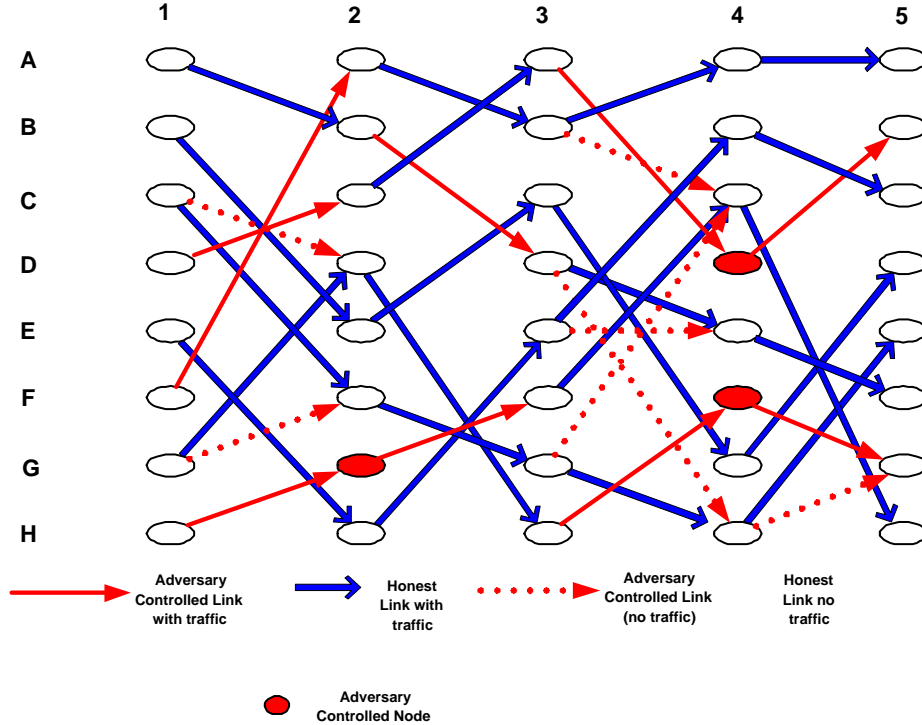 1 2 3 4 5
A
B
C
D
E
F
G
H
Adversary
Controlled Link
with traffic
Honest
Link with
traffic
Adversary
Controlled Link
(no traffic)
Honest
Link no
traffic
Adversary
Controlled Node